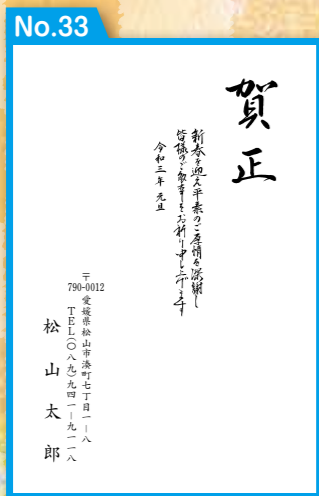 No.33
賀正
新春を迎え平素のご厚情を深謝し
皆様のご多幸をお祈り申し上げます
令和三年 元旦
〒790-0012
愛媛県松山市湊町七丁目一―八
TEL(〇八九)九四一―九一一八
松山太郎